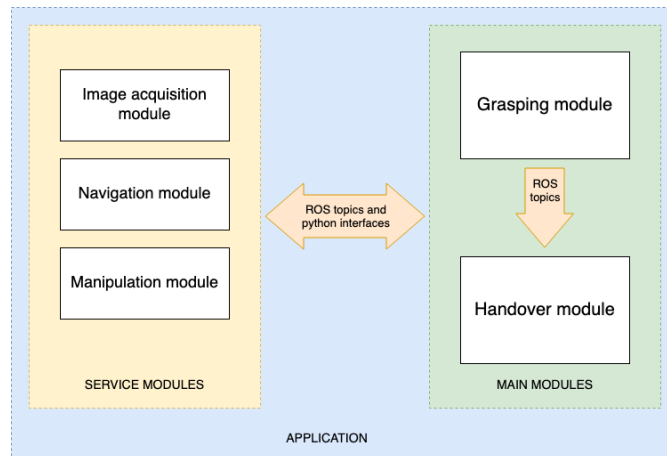 Image acquisition
module
Navigation module
Manipulation module
SERVICE MODULES
ROS topics and
python interfaces
Grasping module
ROS
topics
Handover module
MAIN MODULES
APPLICATION